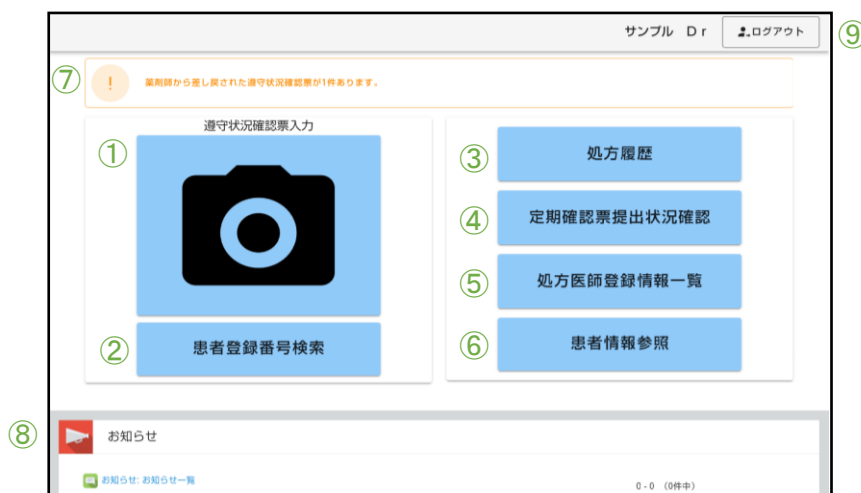 サンプル Dr
ログアウト
⑨
⑦
!
薬剤師から差し戻された遵守状況確認票が1件あります。
遵守状況確認票入力
①
②
患者登録番号検索
③
処方履歴
④
定期確認票提出状況確認
⑤
処方医師登録情報一覧
⑥
患者情報参照
⑧
お知らせ
お知らせ: お知らせ一覧
0 - 0 (0件中)